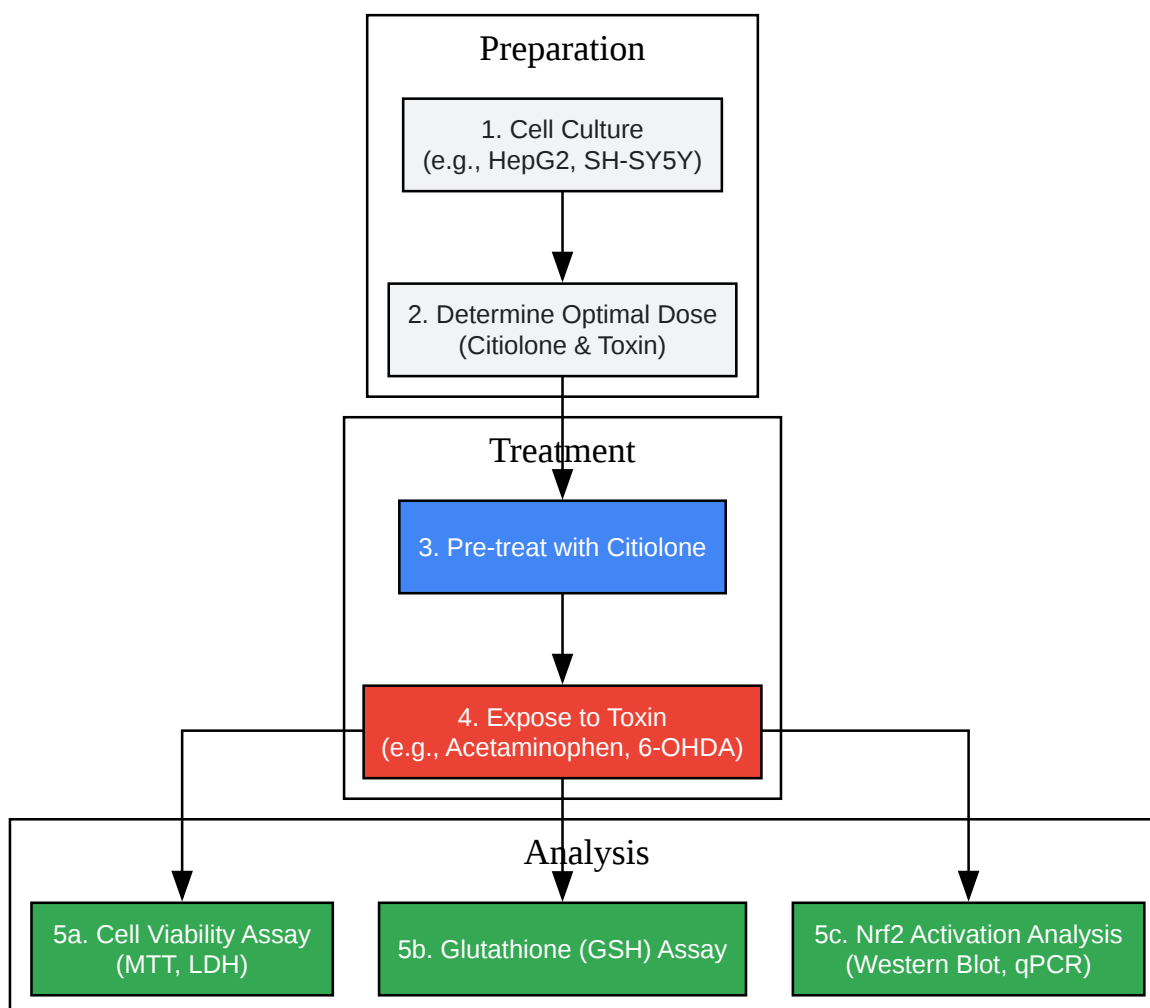 Preparation
1. Cell Culture
(e.g., HepG2, SH-SY5Y)
2. Determine Optimal Dose
(Citiolone & Toxin)
Treatment
3. Pre-treat with Citiolone
4. Expose to Toxin
(e.g., Acetaminophen, 6-OHDA)
Analysis
5a. Cell Viability Assay
(MTT, LDH)
5b. Glutathione (GSH) Assay
5c. Nrf2 Activation Analysis
(Western Blot, qPCR)